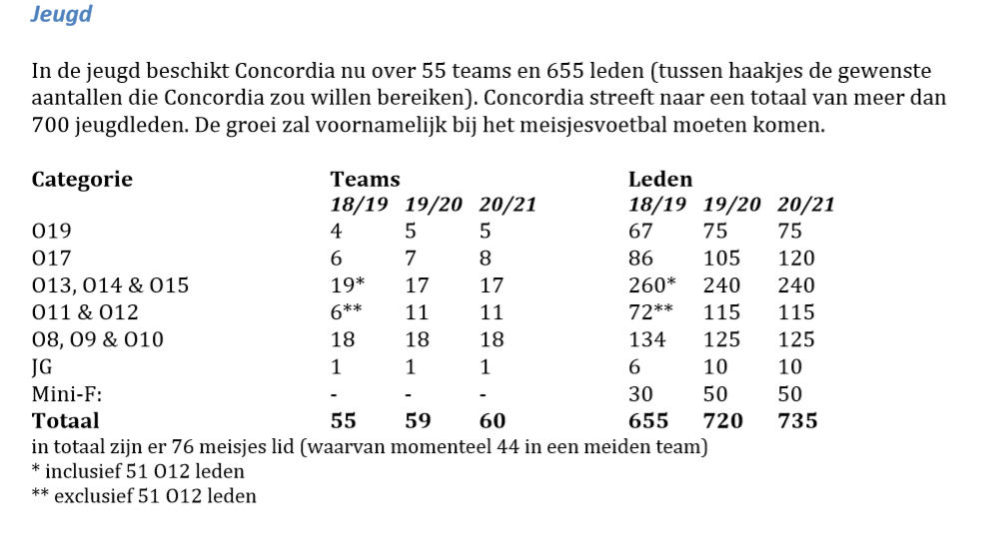 Jeugd
In de jeugd beschikt Concordia nu over 55 teams en 655 leden (tussen haakjes de gewenste
aantallen die Concordia zou willen bereiken). Concordia streeft naar een totaal van meer dan
700 jeugdleden. De groei zal voornamelijk bij het meisjesvoetbal moeten komen.
Categorie Teams Leden
18/19 19/20 20/21 18/19 19/20 20/21
O19 4 5 5 67 75 75
O17 6 7 8 86 105 120
O13, O14 & O15 19* 17 17 260* 240 240
O11 & O12 6** 11 11 72** 115 115
O8, O9 & O10 18 18 18 134 125 125
JG 1 1 1 6 10 10
Mini-F: - - - 30 50 50
Totaal 55 59 60 655 720 735
in totaal zijn er 76 meisjes lid (waarvan momenteel 44 in een meiden team)
* inclusief 51 O12 leden
** exclusief 51 O12 leden